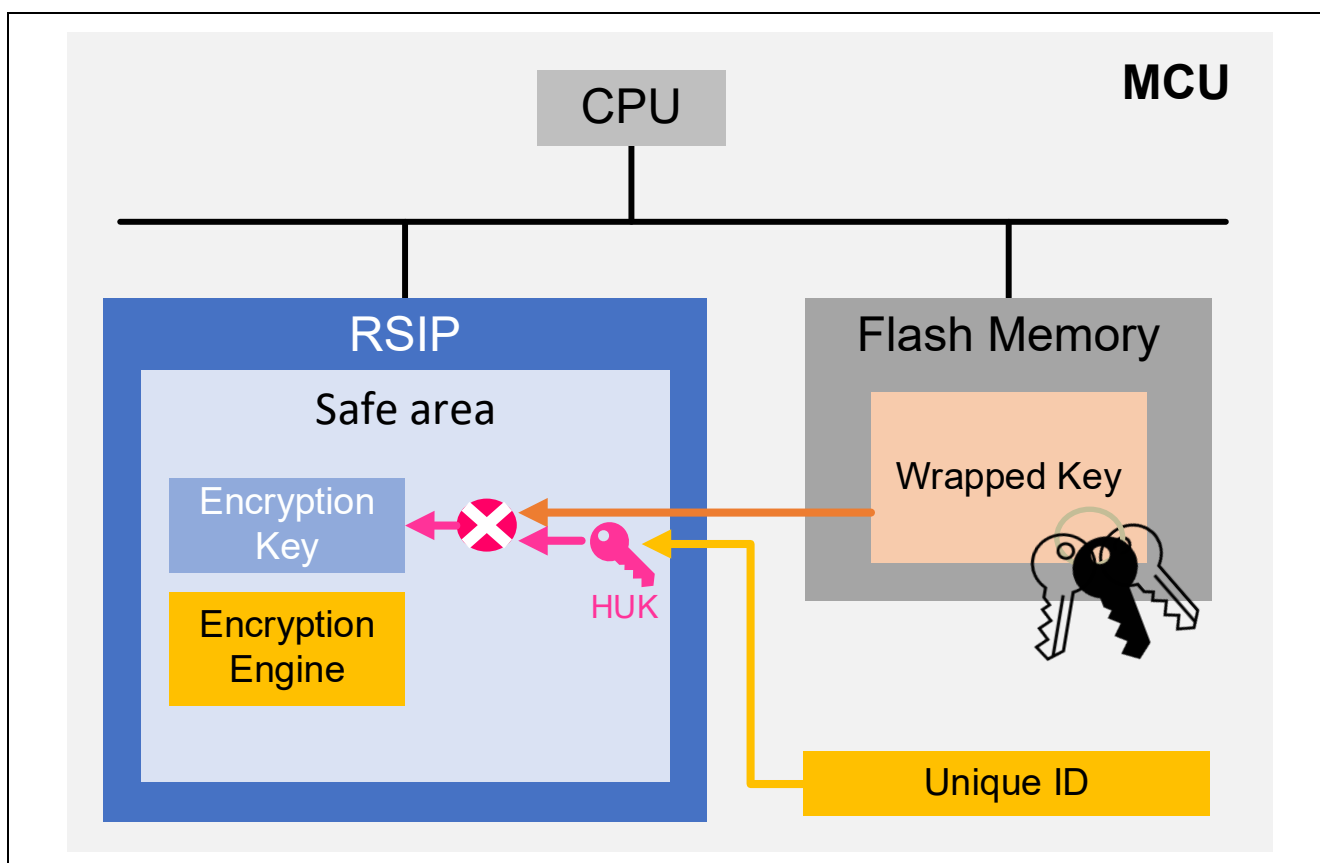 MCU
CPU
RSIP
Flash Memory
Safe area
Wrapped Key
Encryption
Key
HUK
Encryption
Engine
Unique ID